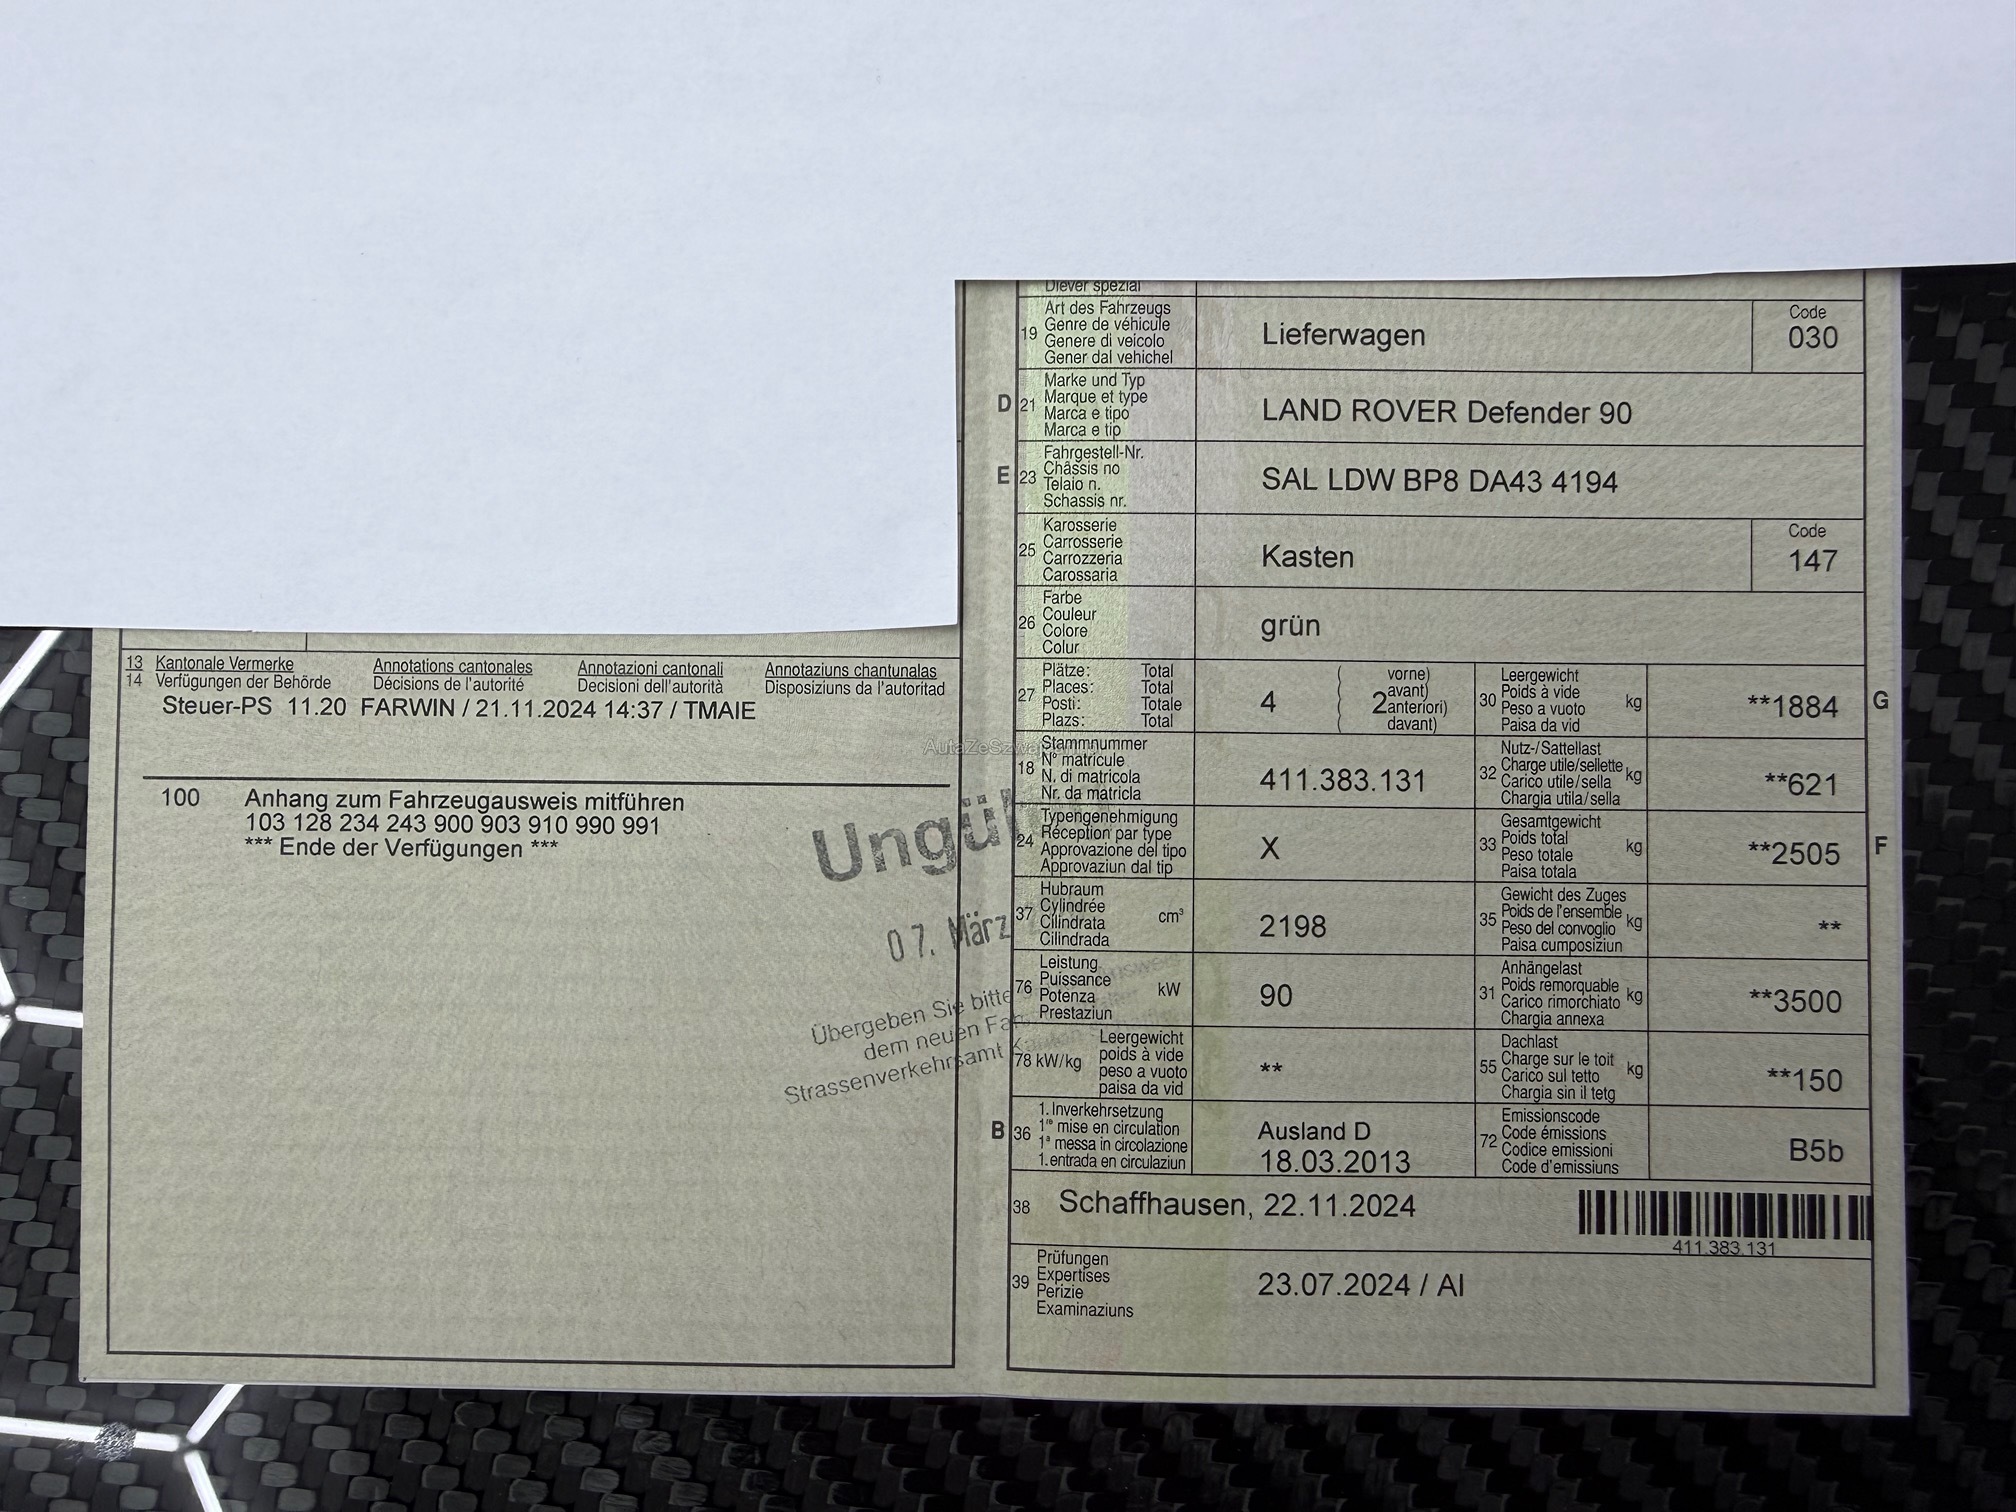 13 Kantonale Vermerke Annotations cantonales Annotazioni cantonali Annotaziuns chantunalas
14 Verfügungen der Behörde Décisions de l'autorité Decisioni dell'autorità Disposiziuns da l'autoritad
Steuer-PS 11.20 FARWIN / 21.11.2024 14:37 / TMAIE
100 Anhang zum Fahrzeugausweis mitführen
103 128 234 243 900 903 910 990 991
*** Ende der Verfügungen ***
07. März
Übergeben Sie bitte
dem neuen
Strassenverkehrsamt
spezial
19 Art des Fahrzeugs
Genre de véhicule
Genere di veicolo
Gener dal vehichel
Lieferwagen
Code
030
D 21 Marke und Typ
Marque et type
Marca e tipo
Marca e tip
LAND ROVER Defender 90
E 23 Fahrgestell-Nr.
Châssis no
Telaio n.
Schassis nr.
SAL LDW BP8 DA43 4194
25 Karosserie
Carrosserie
Carrozzeria
Carossaria
Kasten
Code
147
26 Farbe
Couleur
Colore
Colur
grün
27 Plätze: Total
Places: Total
Posti: Totale
Plazs: Total
4
( vorne)
( avant)
( anteriori)
( davant)
2
30 Leergewicht
Poids à vide
Peso a vuoto
Paisa da vid
kg
**1884 G
18 Stammnummer
N° matricule
N. di matricola
Nr. da matricla
411.383.131
32 Nutz-/Sattellast
Charge utile/sellette
Carico utile/sella
Chargia utila/sella
kg
**621
24 Typengenehmigung
Réception par type
Approvazione del tipo
Approvaziun dal tip
X
33 Gesamtgewicht
Poids total
Peso totale
Paisa totala
kg
**2505 F
37 Hubraum
Cylindrée
Cilindrata
Cilindrada
cm³
2198
35 Gewicht des Zuges
Poids de l'ensemble
Peso del convoglio
Paisa cumposiziun
kg
**
76 Leistung
Puissance
Potenza
Prestaziun
kW
90
31 Anhängelast
Poids remorquable
Carico rimorchiato
Chargia annexa
kg
**3500
78 kW/kg Leergewicht
poids à vide
peso a vuoto
paisa da vid
**
55 Dachlast
Charge sur le toit
Carico sul tetto
Chargia sin il tetg
kg
**150
B 36 1. Inverkehrsetzung
1re mise en circulation
1a messa in circolazione
1. entrada en circulaziun
Ausland D
18.03.2013
72 Emissionscode
Code émissions
Codice emissioni
Code d'emissiuns
B5b
38 Schaffhausen, 22.11.2024
411.383.131
39 Prüfungen
Expertises
Perizie
Examinaziuns
23.07.2024 / AI